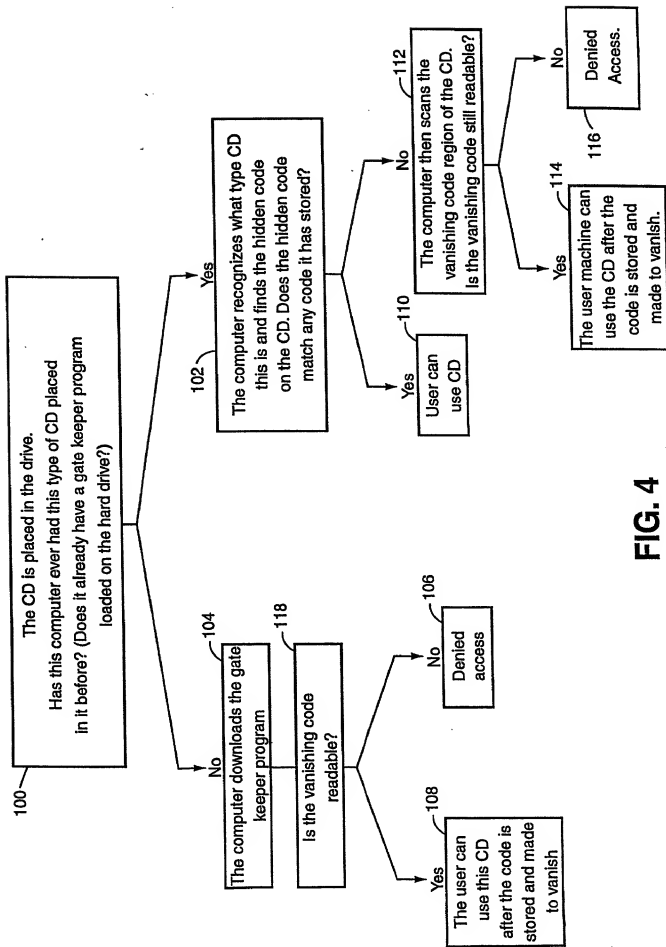 100
The CD is placed in the drive.
Has this computer ever had this type of CD placed
in it before? (Does it already have a gate keeper program
loaded on the hard drive?)
No
104
The computer downloads the gate
keeper program
118
Is the vanishing code
readable?
Yes
108
The user can
use this CD
after the code is
stored and made
to vanish
No
106
Denied
access
Yes
102
The computer recognizes what type CD
this is and finds the hidden code
on the CD. Does the hidden code
match any code it has stored?
Yes
110
User can
use CD
No
112
The computer then scans the
vanishing code region of the CD.
Is the vanishing code still readable?
Yes
114
The user machine can
use the CD after the
code is stored and
made to vanish.
No
116
Denied
Access.
FIG. 4